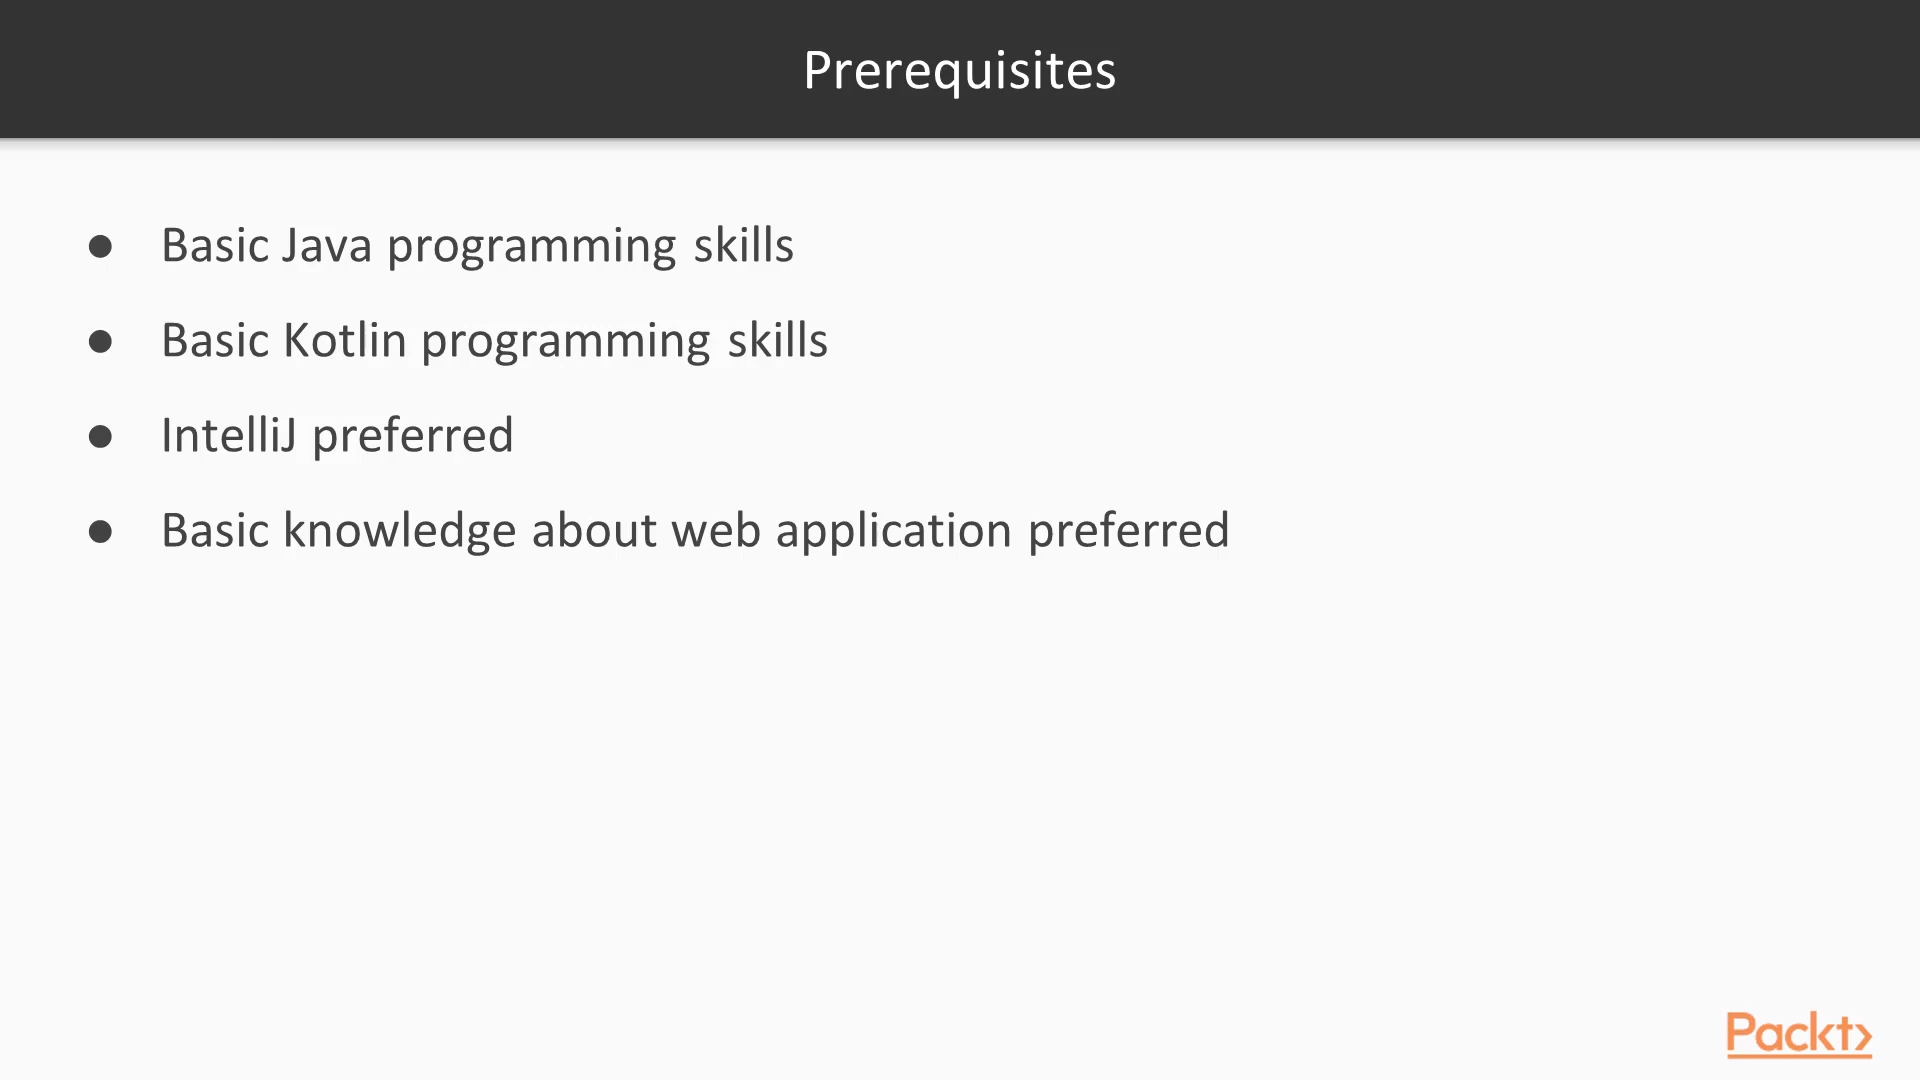 Prerequisites
● Basic Java programming skills
● Basic Kotlin programming skills
● IntelliJ preferred
● Basic knowledge about web application preferred
Packt>